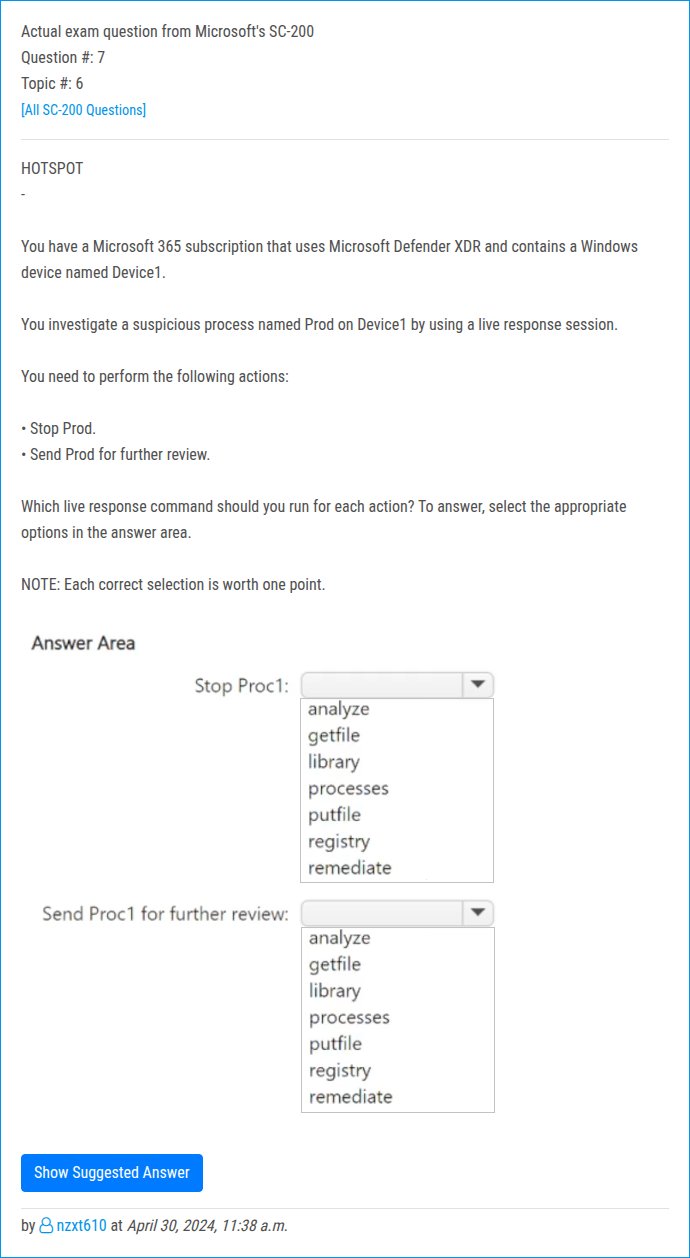 Actual exam question from Microsoft's SC-200
Question #: 7
Topic #: 6
[All SC-200 Questions]
HOTSPOT
-
You have a Microsoft 365 subscription that uses Microsoft Defender XDR and contains a Windows
device named Device1.
You investigate a suspicious process named Prod on Device1 by using a live response session.
You need to perform the following actions:
• Stop Prod.
• Send Prod for further review.
Which live response command should you run for each action? To answer, select the appropriate
options in the answer area.
NOTE: Each correct selection is worth one point.
Answer Area
Stop Proc1:
analyze
getfile
library
processes
putfile
registry
remediate
Send Proc1 for further review:
analyze
getfile
library
processes
putfile
registry
remediate
Show Suggested Answer
by nzxt610 at April 30, 2024, 11:38 a.m.